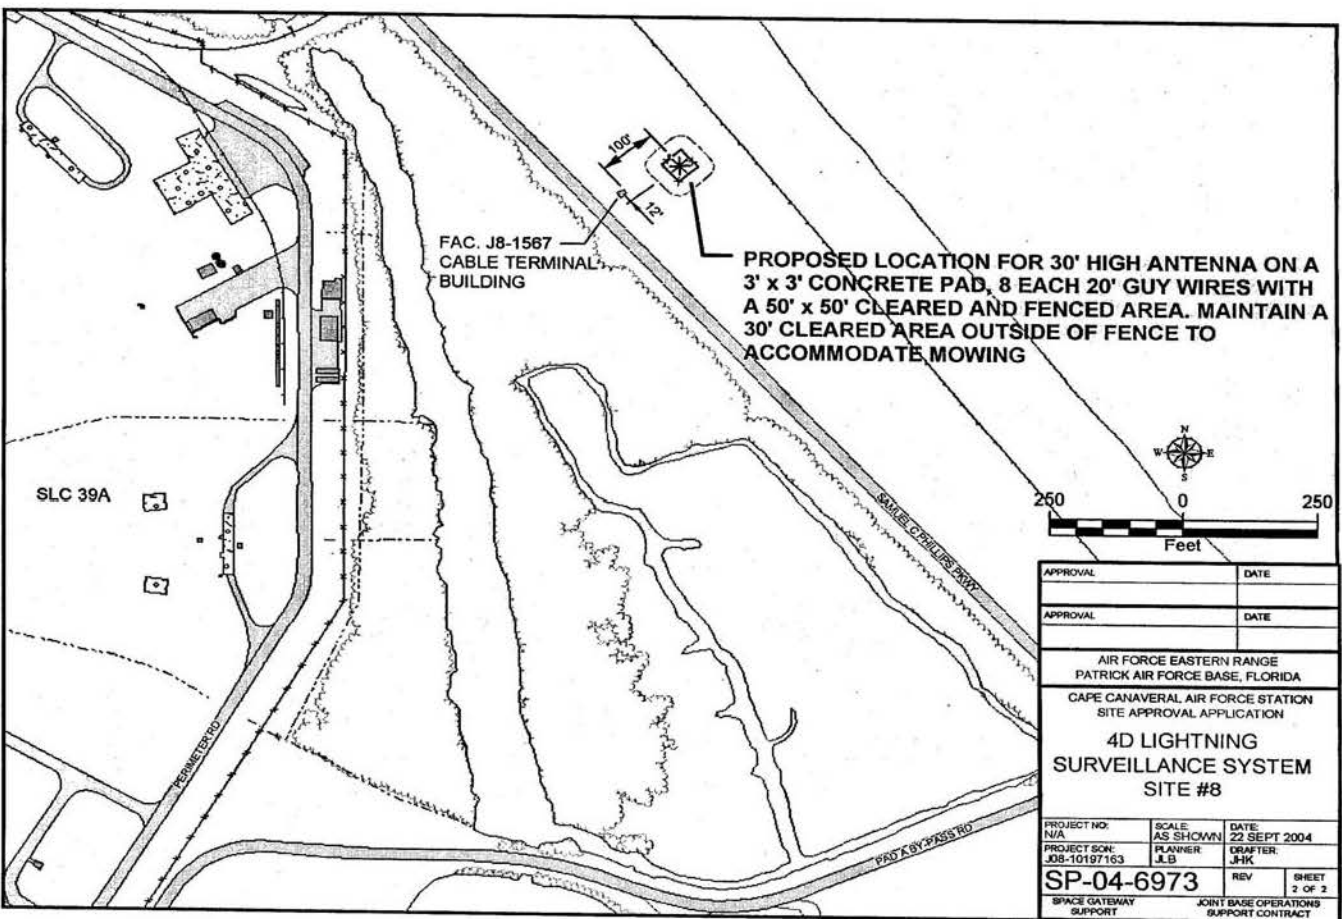 100'
12'
FAC. J8-1567
CABLE TERMINAL
BUILDING
PROPOSED LOCATION FOR 30' HIGH ANTENNA ON A
3' x 3' CONCRETE PAD, 8 EACH 20' GUY WIRES WITH
A 50' x 50' CLEARED AND FENCED AREA. MAINTAIN A
30' CLEARED AREA OUTSIDE OF FENCE TO
ACCOMMODATE MOWING
SLC 39A
SAMUEL C PHILLIPS PKWY
PERIMETER RD
PAD A BY-PASS RD
N
W E
S
250 0 250
Feet
APPROVAL DATE
APPROVAL DATE
AIR FORCE EASTERN RANGE
PATRICK AIR FORCE BASE, FLORIDA
CAPE CANAVERAL AIR FORCE STATION
SITE APPROVAL APPLICATION
4D LIGHTNING
SURVEILLANCE SYSTEM
SITE #8
PROJECT NO: SCALE: DATE:
N/A AS SHOWN 22 SEPT 2004
PROJECT SON: PLANNER: DRAFTER:
J08-10197163 JLB JHK
SP-04-6973 REV SHEET
2 OF 2
SPACE GATEWAY JOINT BASE OPERATIONS
SUPPORT SUPPORT CONTRACT